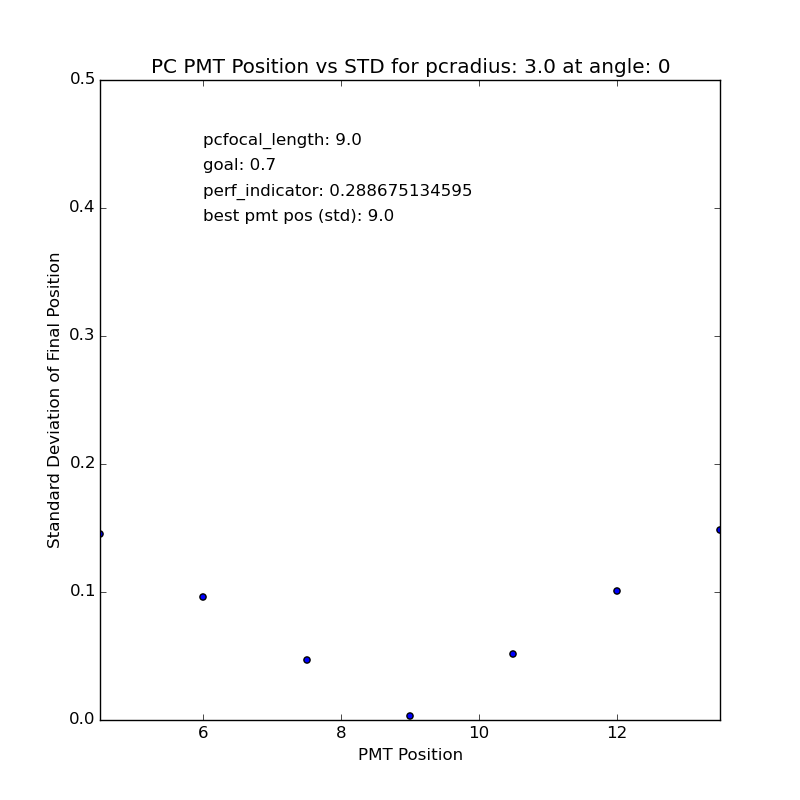 PC PMT Position vs STD for pcradius: 3.0 at angle: 0
0.5
pcfocal_length: 9.0
goal: 0.7
perf_indicator: 0.288675134595
best pmt pos (std): 9.0
0.4
0.3
0.2
0.1
0.0
Standard Deviation of Final Position
6
8
10
12
PMT Position